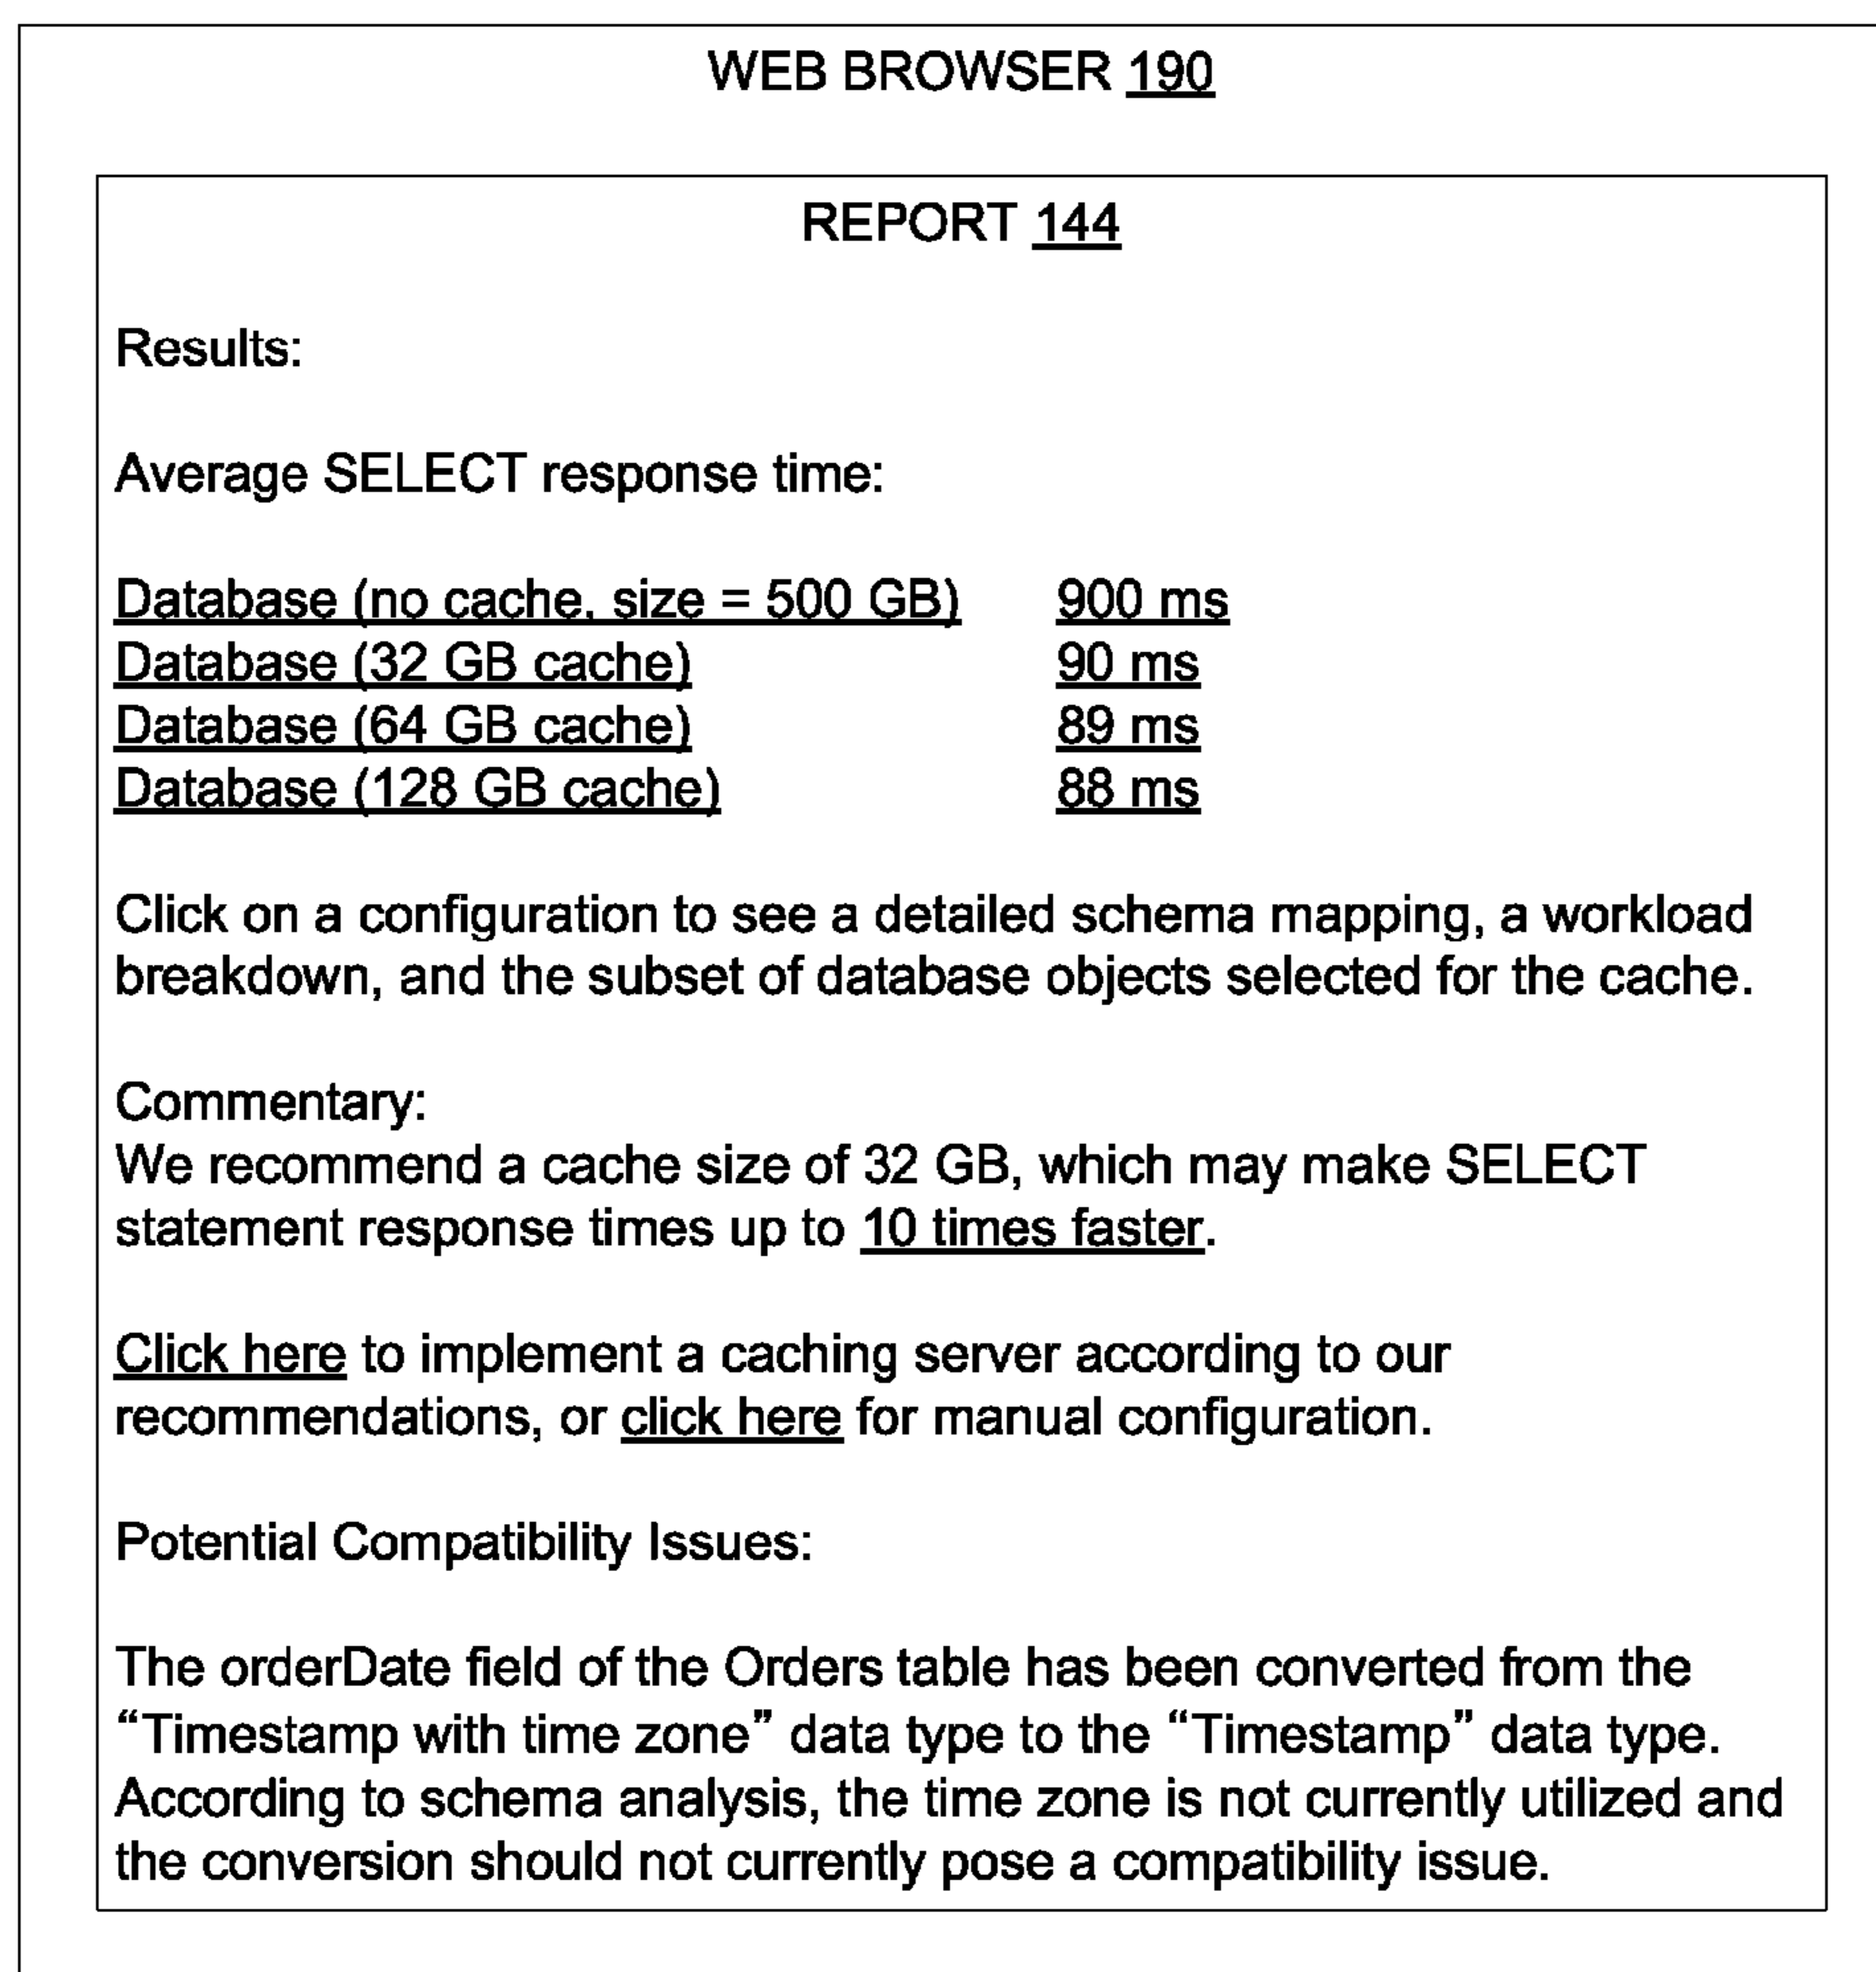 WEB BROWSER 190
REPORT 144
Results:
Average SELECT response time:
Database (no cache, size = 500 GB) 900 ms
Database (32 GB cache) 90 ms
Database (64 GB cache) 89 ms
Database (128 GB cache) 88 ms
Click on a configuration to see a detailed schema mapping, a workload
breakdown, and the subset of database objects selected for the cache.
Commentary:
We recommend a cache size of 32 GB, which may make SELECT
statement response times up to 10 times faster.
Click here to implement a caching server according to our
recommendations, or click here for manual configuration.
Potential Compatibility Issues:
The orderDate field of the Orders table has been converted from the
“Timestamp with time zone” data type to the “Timestamp” data type.
According to schema analysis, the time zone is not currently utilized and
the conversion should not currently pose a compatibility issue.